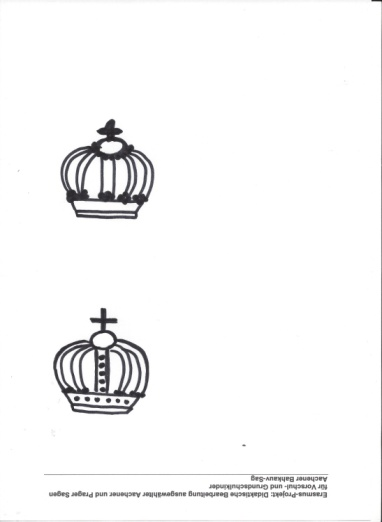 Erasmus-Projekt: Didaktische Bearbeitung ausgewählter Aachener und Prager Sagen
für Vorschul- und Grundschulkinder
Aachener Bahkauv-Sag